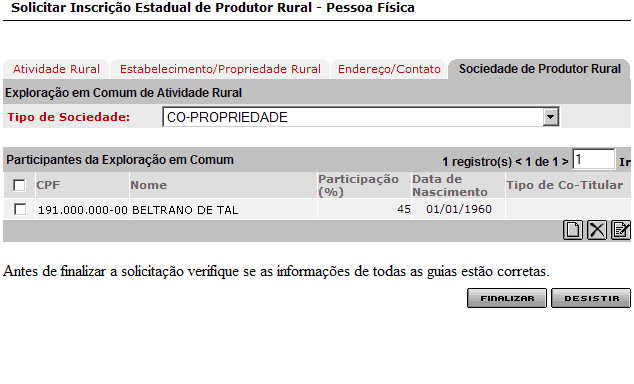 Solicitar Inscrição Estadual de Produtor Rural - Pessoa Física
Atividade Rural Estabelecimento/Propriedade Rural Endereço/Contato Sociedade de Produtor Rural
Exploração em Comum de Atividade Rural
Tipo de Sociedade: CO-PROPRIEDADE
Participantes da Exploração em Comum 1 registro(s) < 1 de 1 > 1 Ir
CPF Nome Participação (%) Data de Nascimento Tipo de Co-Titular
191.000.000-00 BELTRANO DE TAL 45 01/01/1960
Antes de finalizar a solicitação verifique se as informações de todas as guias estão corretas.
FINALIZAR DESISTIR